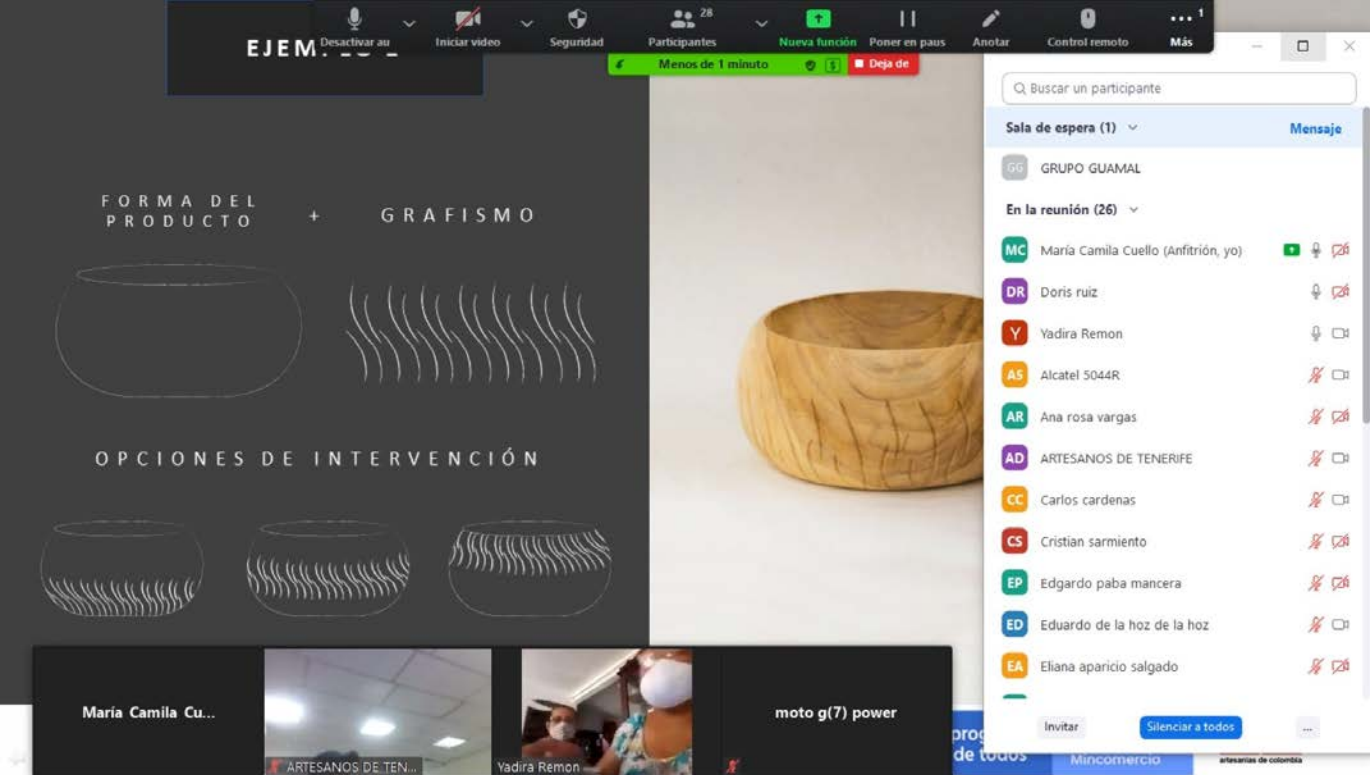 Desactivar au
Iniciar video
Seguridad
Participantes
28
Nueva función
Poner en paus
Anotar
Control remoto
1
Más
Menos de 1 minuto
Deja de
FORMA DEL
PRODUCTO
+
GRAFISMO
OPCIONES DE INTERVENCIÓN
María Camila Cu...
ARTESANOS DE TEN...
Yadira Remon
moto g(7) power
Buscar un participante
Sala de espera (1)
Mensaje
GG GRUPO GUAMAL
En la reunión (26)
MC María Camila Cuello (Anfitrión, yo)
DR Doris ruiz
Y Yadira Remon
AS Alcatel 5044R
AR Ana rosa vargas
AD ARTESANOS DE TENERIFE
CC Carlos cardenas
CS Cristian sarmiento
EP Edgardo paba mancera
ED Eduardo de la hoz de la hoz
EA Eliana aparicio salgado
Invitar
Silenciar a todos
...
de todos
Mincomercio
artesanías de colombia